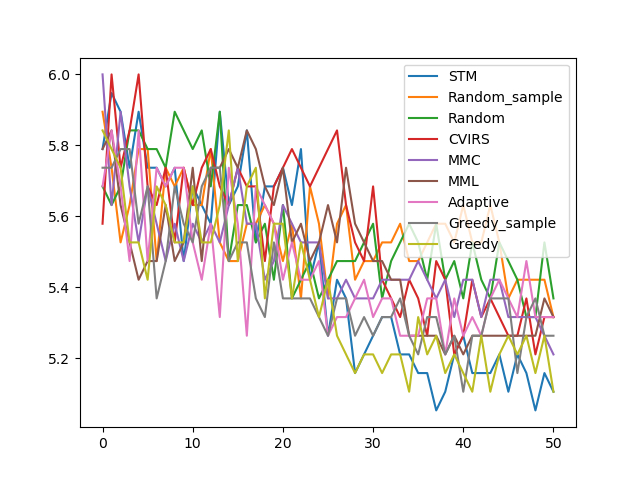 6.0
5.8
5.6
5.4
5.2
0
10
20
30
40
50
STM
Random_sample
Random
CVIRS
MMC
MML
Adaptive
Greedy_sample
Greedy